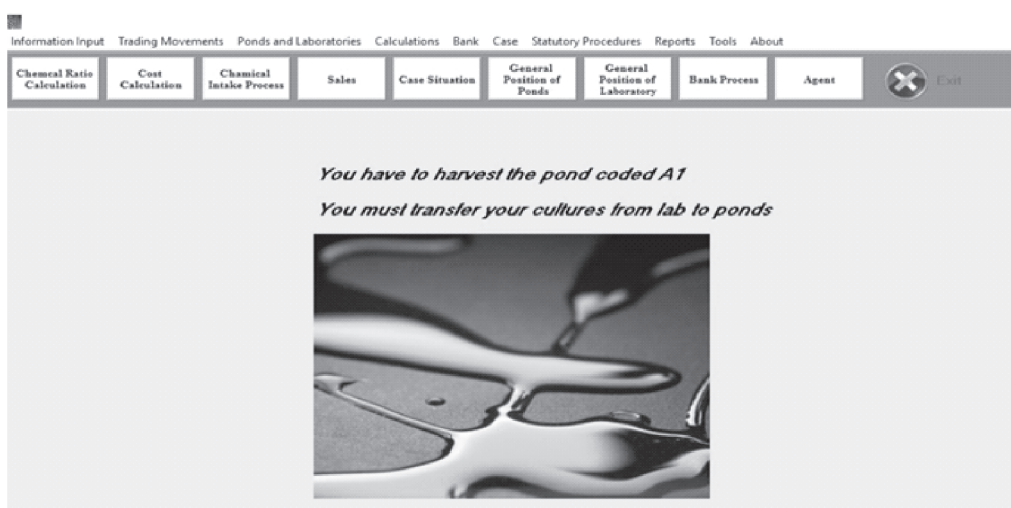 Information Input Trading Movements Ponds and Laboratories Calculations Bank Case Statutory Procedures Reports Tools About
Chemcal Ratio
Calculation
Cost
Calculation
Chamical
Intake Process
Sales
Case Situation
General
Position of
Ponds
General
Position of
Laboratory
Bank Process
Agent
Exit
You have to harvest the pond coded A1
You must transfer your cultures from lab to ponds